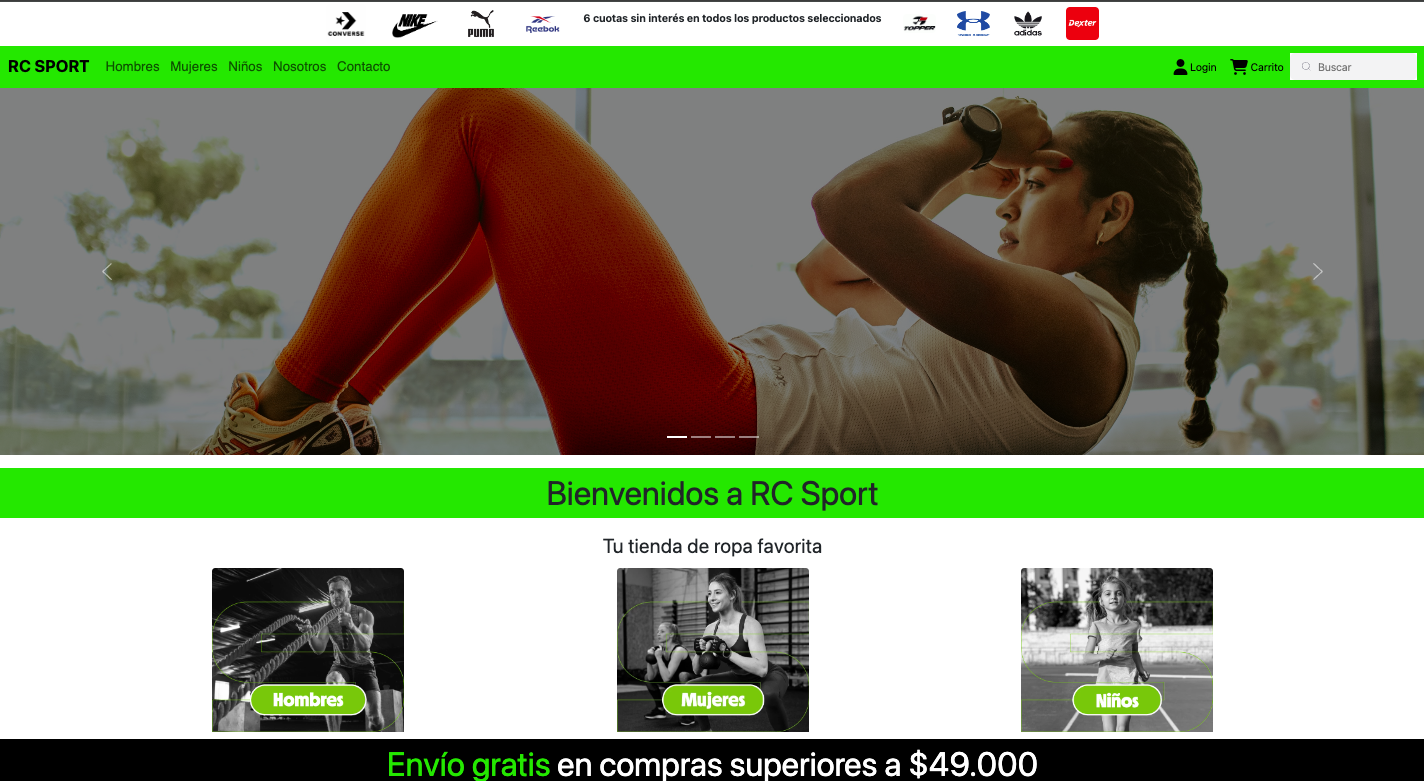 CONVERSE
NIKE
PUMA
Reebok
6 cuotas sin interés en todos los productos seleccionados
TOPPER
adidas
Dexter
RC SPORT Hombres Mujeres Niños Nosotros Contacto Login Carrito Buscar
Bienvenidos a RC Sport
Tu tienda de ropa favorita
Hombres
Mujeres
Niños
Envío gratis en compras superiores a $49.000